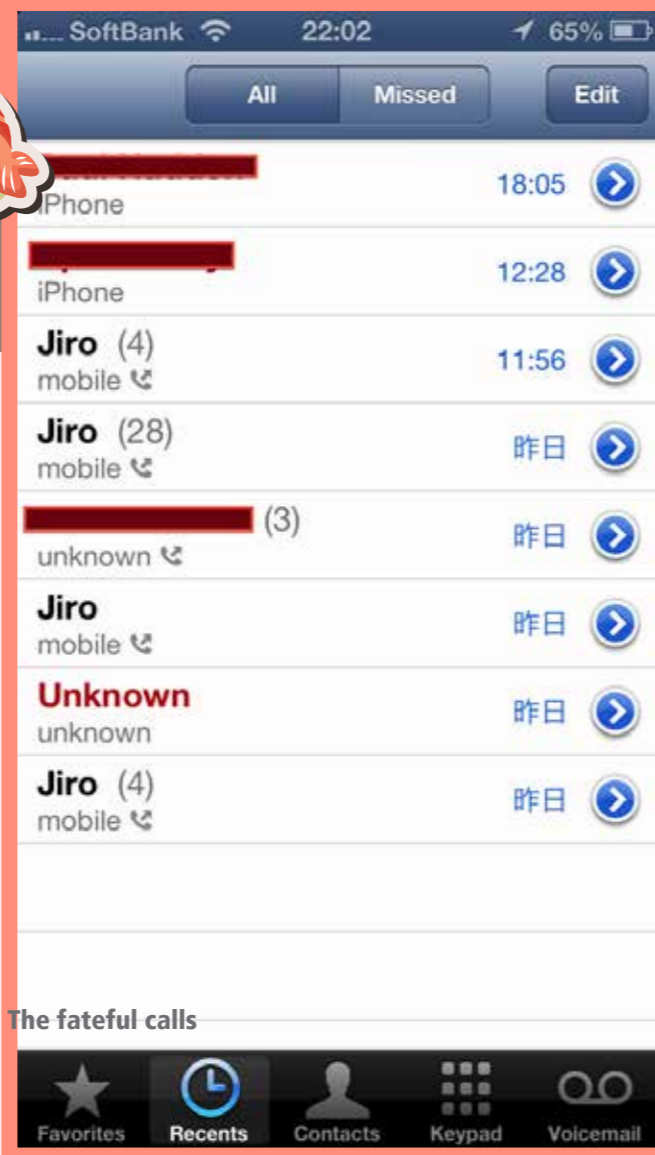 SoftBank 22:02 65%
All Missed Edit
18:05
iPhone
12:28
iPhone
Jiro (4)
11:56
mobile
Jiro (28)
昨日
mobile
(3)
昨日
unknown
Jiro
昨日
mobile
Unknown
昨日
unknown
Jiro (4)
昨日
mobile
The fateful calls
Favorites Recents Contacts Keypad Voicemail